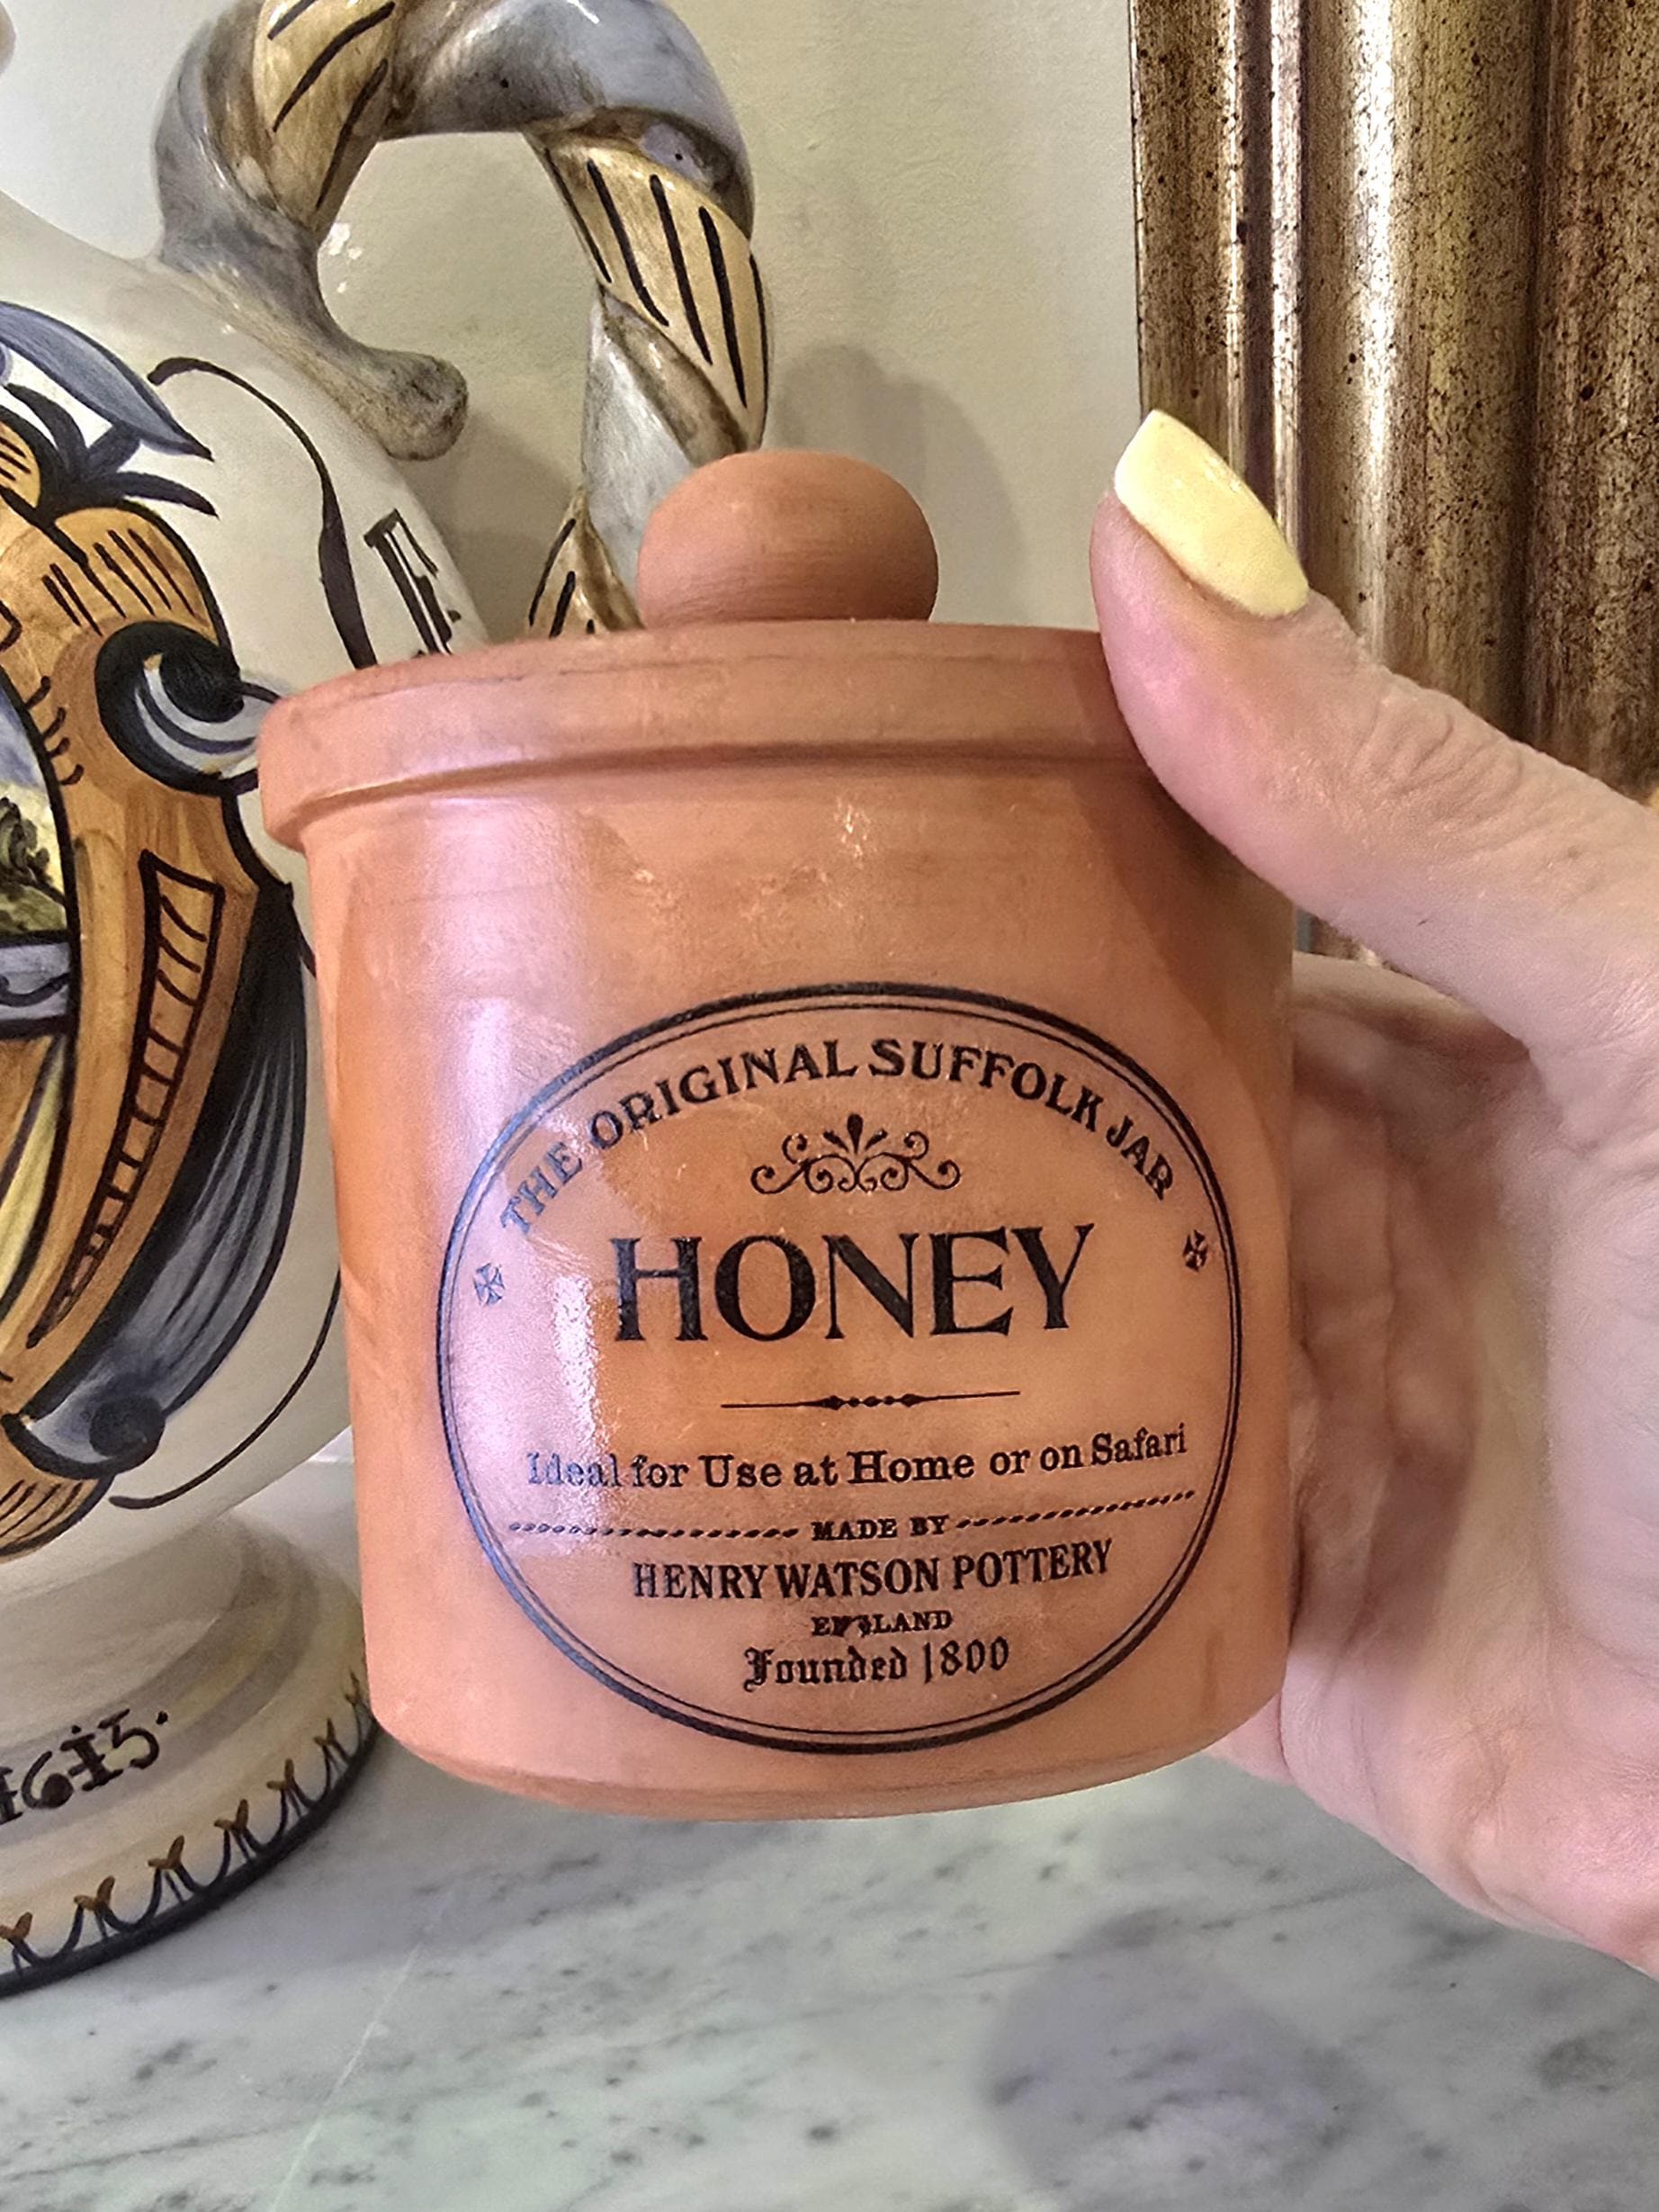 THE ORIGINAL SUFFOLK JAR
HONEY
Ideal for Use at Home or on Safari
MADE BY
HENRY WATSON POTTERY
ENGLAND
Founded 1800